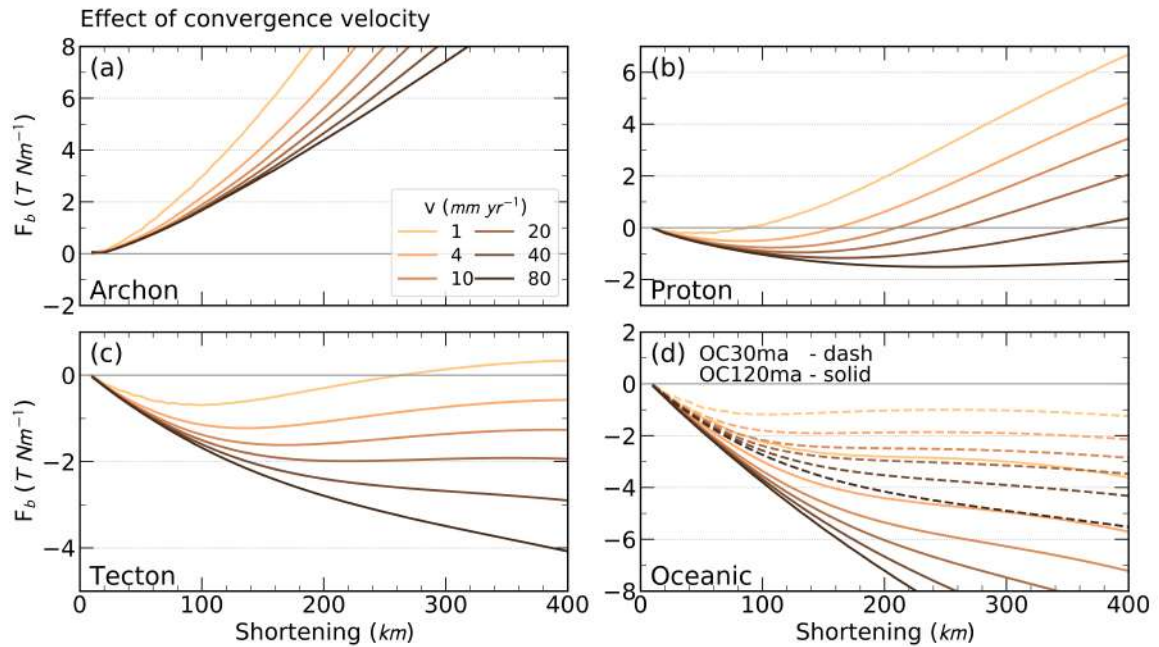 Effect of convergence velocity
(a)
8
6
4
2
0
−2
F_b ( T Nm⁻¹)
v (mm yr⁻¹)
1 20
4 40
10 80
Archon
(b)
6
4
2
0
−2
Proton
(c)
0
−2
−4
F_b ( T Nm⁻¹)
Tecton
0 100 200 300 400
Shortening (km)
(d)
OC30ma - dash
OC120ma - solid
2
0
−2
−4
−6
−8
Oceanic
0 100 200 300 400
Shortening (km)